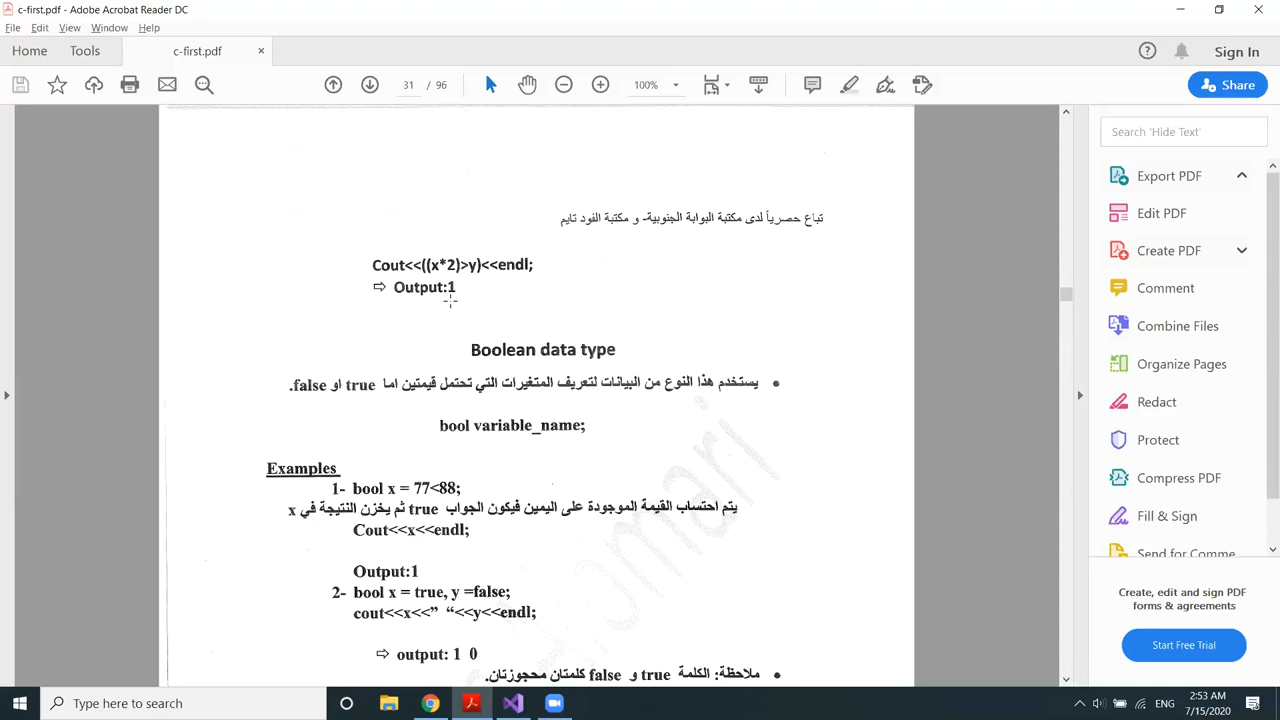 c-first.pdf - Adobe Acrobat Reader DC
File Edit View Window Help
Home Tools c-first.pdf × Sign In
31 / 96 100% Share
Search 'Hide Text'
Export PDF
Edit PDF
Create PDF
Comment
Combine Files
Organize Pages
Redact
Protect
Compress PDF
Fill & Sign
Send for Comme
Create, edit and sign PDF
forms & agreements
Start Free Trial
تباع حصرياً لدى مكتبة البوابة الجنوبية- و مكتبة الفود تايم
Cout<<((x*2)>y)<<endl;
⇨ Output:1
Boolean data type
• يستخدم هذا النوع من البيانات لتعريف المتغيرات التي تحتمل قيمتين اما true او false.
bool variable_name;
Examples
1- bool x = 77<88;
يتم احتساب القيمة الموجودة على اليمين فيكون الجواب true ثم يخزن النتيجة في x
Cout<<x<<endl;
Output:1
2- bool x = true, y =false;
cout<<x<<” “<<y<<endl;
⇨ output: 1 0
• ملاحظة: الكلمة true و false كلمتان محجوزتان.
Type here to search
ENG
2:53 AM
7/15/2020